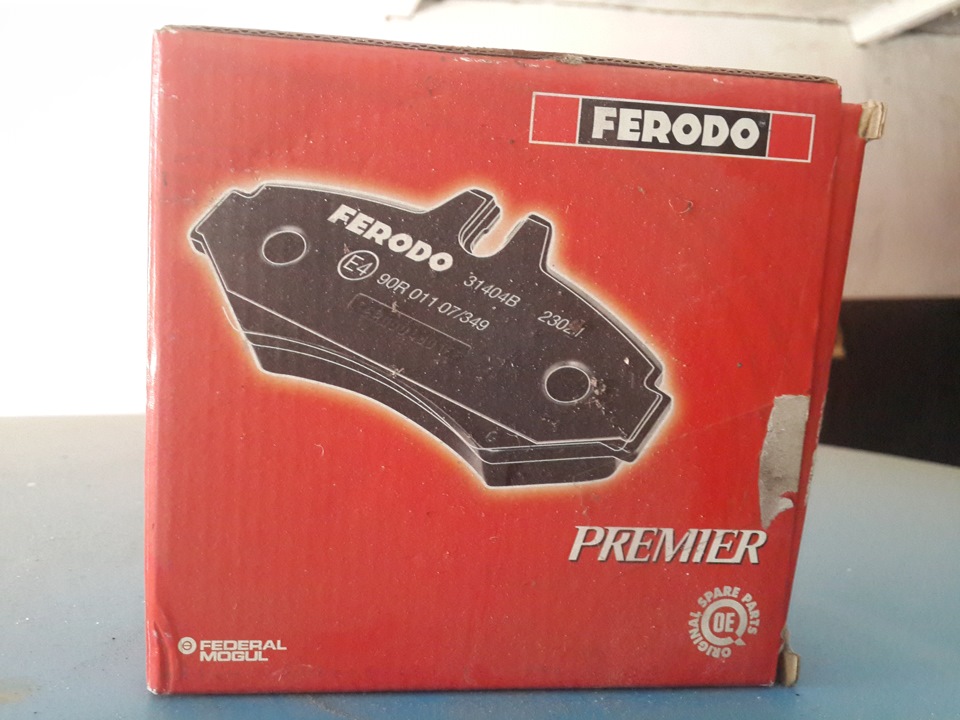 FERODO
FERODO
E4 90R 011 07/349
31404B
PREMIER
ORIGINAL SPARE PARTS
OE
FEDERAL
MOGUL